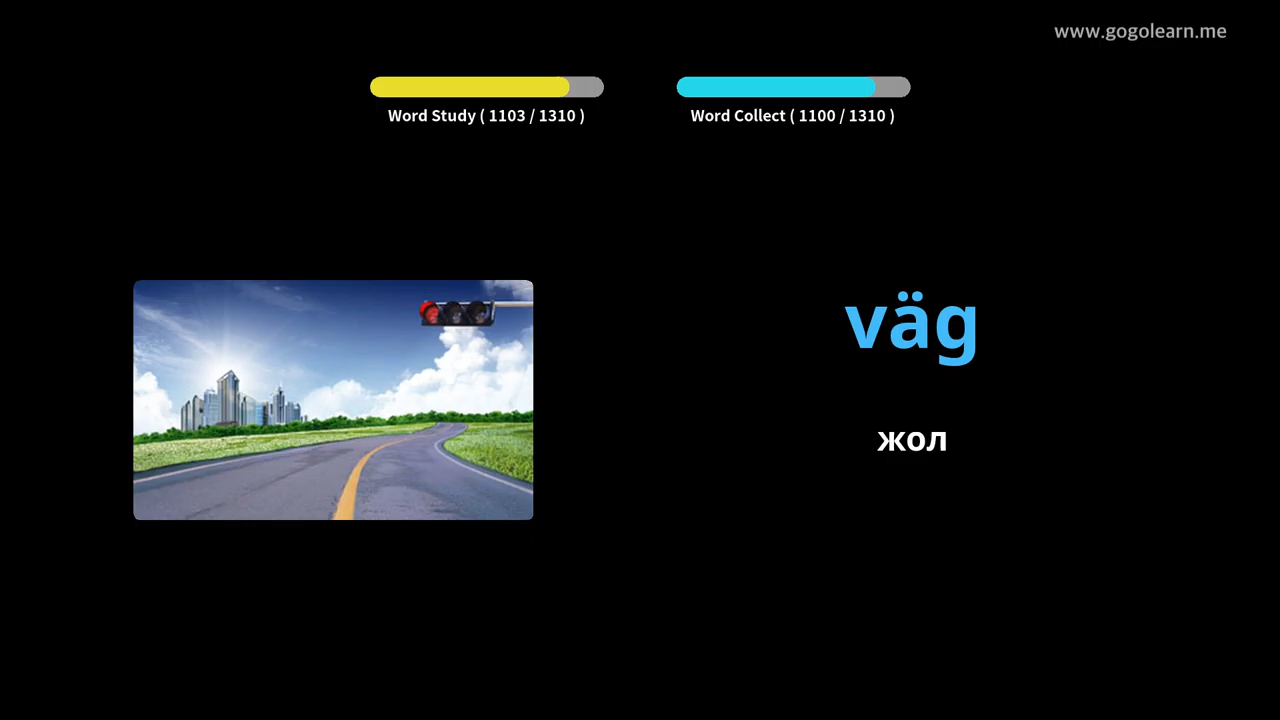 www.gogolearn.me
Word Study ( 1103 / 1310 )
Word Collect ( 1100 / 1310 )
väg
жол